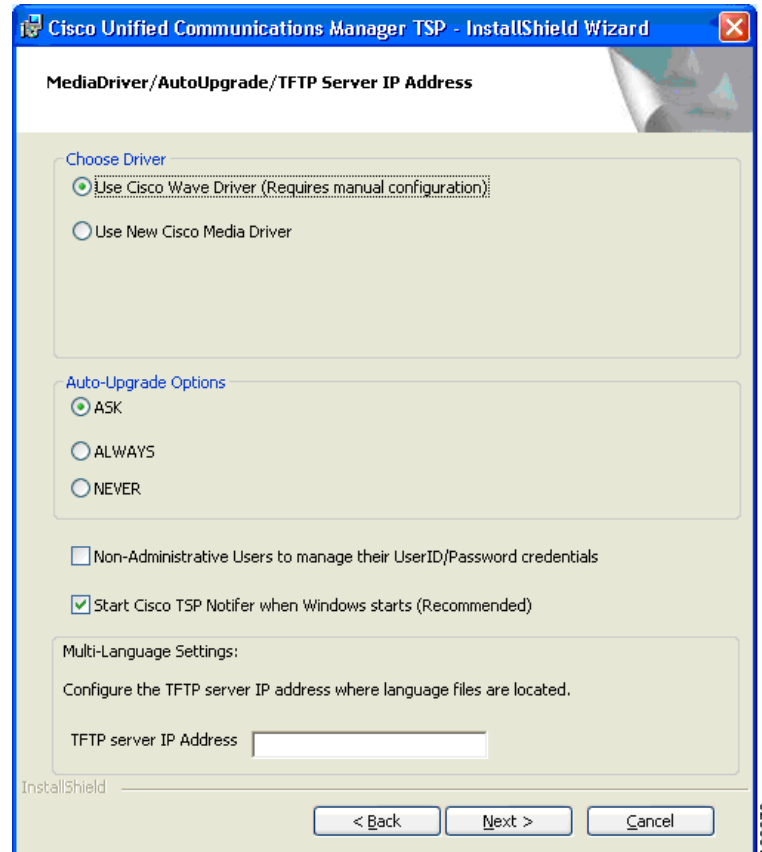 Cisco Unified Communications Manager TSP - InstallShield Wizard
MediaDriver/AutoUpgrade/TFTP Server IP Address
Choose Driver
Use Cisco Wave Driver (Requires manual configuration)
Use New Cisco Media Driver
Auto-Upgrade Options
ASK
ALWAYS
NEVER
Non-Administrative Users to manage their UserID/Password credentials
Start Cisco TSP Notifer when Windows starts (Recommended)
Multi-Language Settings:
Configure the TFTP server IP address where language files are located.
TFTP server IP Address
InstallShield
< Back
Next >
Cancel